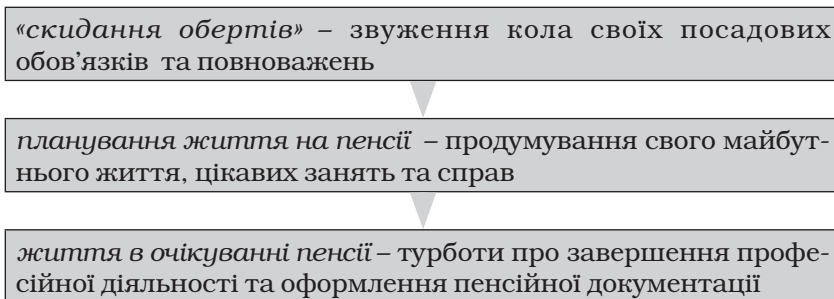 «скидання обертів» – звуження кола своїх посадових
обов’язків та повноважень
планування життя на пенсії – продумування свого майбут-
нього життя, цікавих занять та справ
життя в очікуванні пенсії – турботи про завершення профе-
сійної діяльності та оформлення пенсійної документації